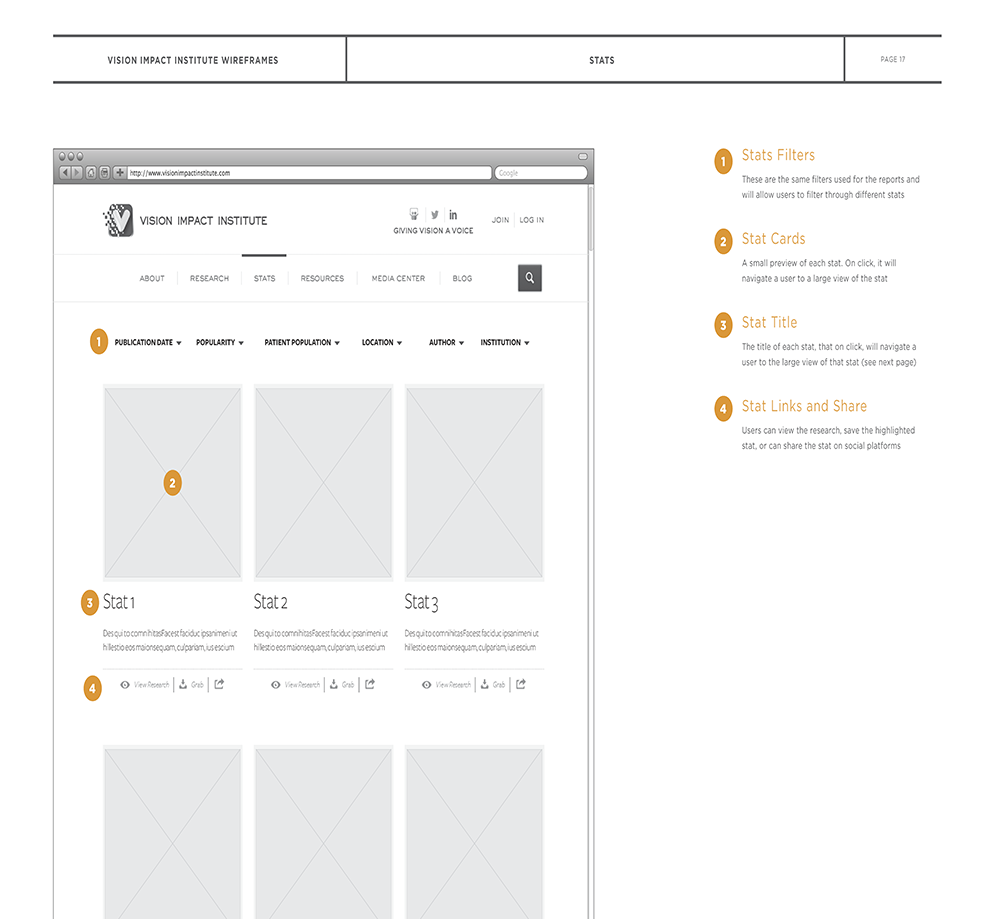 VISION IMPACT INSTITUTE WIREFRAMES
STATS
PAGE 17
http://www.visionimpactinstitute.com
Google
VISION IMPACT INSTITUTE
GIVING VISION A VOICE
JOIN
LOG IN
ABOUT
RESEARCH
STATS
RESOURCES
MEDIA CENTER
BLOG
1
PUBLICATION DATE
POPULARITY
PATIENT POPULATION
LOCATION
AUTHOR
INSTITUTION
2
3
Stat 1
Des qui to comnihitasFacest faciduc ipsanimeni ut
hillestio eos maionsequam, culpariam, ius escium
Stat 2
Des qui to comnihitasFacest faciduc ipsanimeni ut
hillestio eos maionsequam, culpariam, ius escium
Stat 3
Des qui to comnihitasFacest faciduc ipsanimeni ut
hillestio eos maionsequam, culpariam, ius escium
4
View Research
Grab
View Research
Grab
View Research
Grab
1
Stats Filters
These are the same filters used for the reports and
will allow users to filter through different stats
2
Stat Cards
A small preview of each stat. On click, it will
navigate a user to a large view of the stat
3
Stat Title
The title of each stat, that on click, will navigate a
user to the large view of that stat (see next page)
4
Stat Links and Share
Users can view the research, save the highlighted
stat, or can share the stat on social platforms